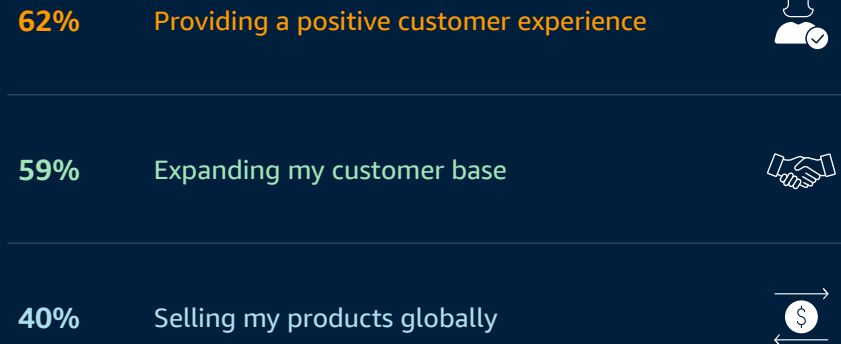 62% Providing a positive customer experience
59% Expanding my customer base
40% Selling my products globally
$